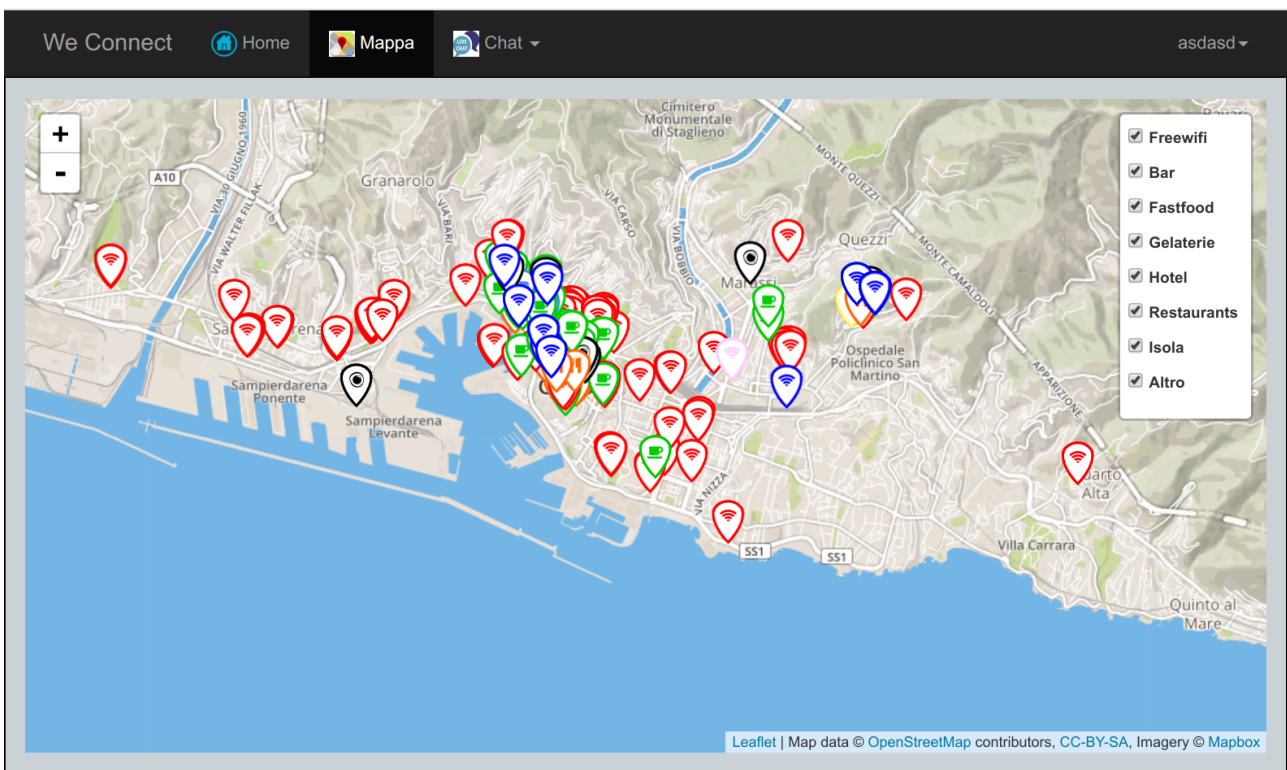 We Connect
Home
Mappa
LIVE CHAT
Chat
asdasd
+
-
Freewifi
Bar
Fastfood
Gelaterie
Hotel
Restaurants
Isola
Altro
Cimitero
Monumentale
di Staglieno
A10
VIA 30 GIUGNO 1960
VIA WALTER FILLAK
Granarolo
VIA BARI
VIA CARSO
VIA BOBBIO
MONTE QUEZZI
Quezzi
MONTE CAMALDOLI
Sampierdarena
Ponente
Sampierdarena
Levante
Ospedale
Policlinico San
Martino
APPARIZIONE
Alta
VIA NIZZA
SS1
SS1
Villa Carrara
Quinto al
Mare
Leaflet | Map data © OpenStreetMap contributors, CC-BY-SA, Imagery © Mapbox